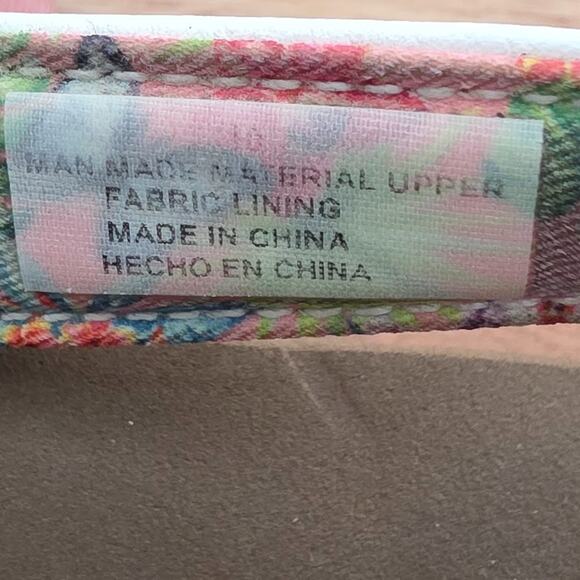 MAN MADE MATERIAL UPPER
FABRIC LINING
MADE IN CHINA
HECHO EN CHINA